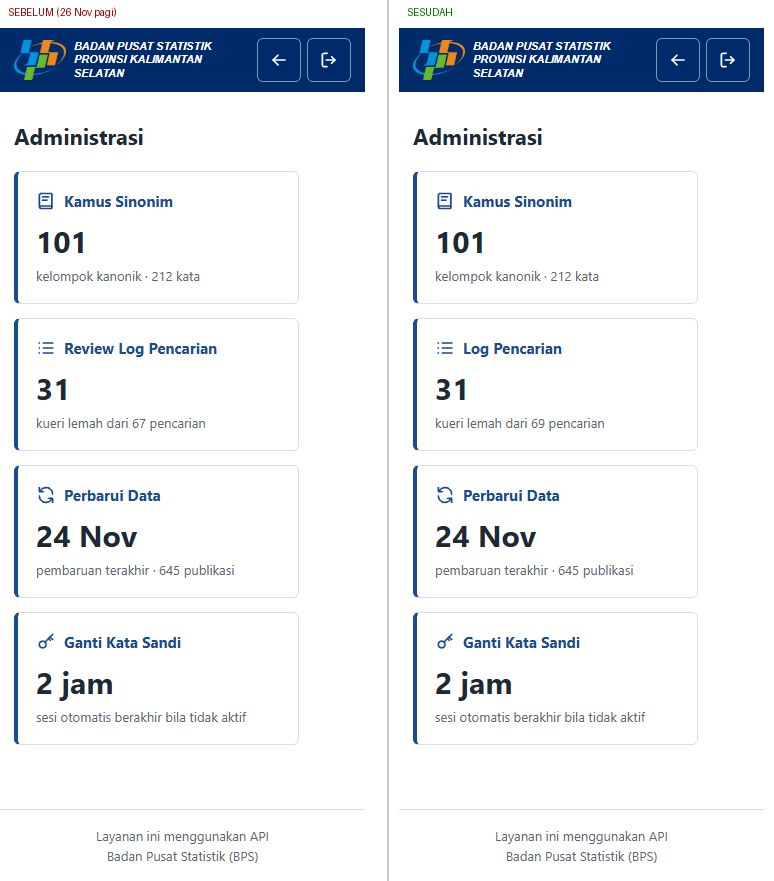 SEBELUM (26 Nov pagi)
BADAN PUSAT STATISTIK
PROVINSI KALIMANTAN
SELATAN
Administrasi
Kamus Sinonim
101
kelompok kanonik · 212 kata
Review Log Pencarian
31
kueri lemah dari 67 pencarian
Perbarui Data
24 Nov
pembaruan terakhir · 645 publikasi
Ganti Kata Sandi
2 jam
sesi otomatis berakhir bila tidak aktif
Layanan ini menggunakan API
Badan Pusat Statistik (BPS)
SESUDAH
BADAN PUSAT STATISTIK
PROVINSI KALIMANTAN
SELATAN
Administrasi
Kamus Sinonim
101
kelompok kanonik · 212 kata
Log Pencarian
31
kueri lemah dari 69 pencarian
Perbarui Data
24 Nov
pembaruan terakhir · 645 publikasi
Ganti Kata Sandi
2 jam
sesi otomatis berakhir bila tidak aktif
Layanan ini menggunakan API
Badan Pusat Statistik (BPS)